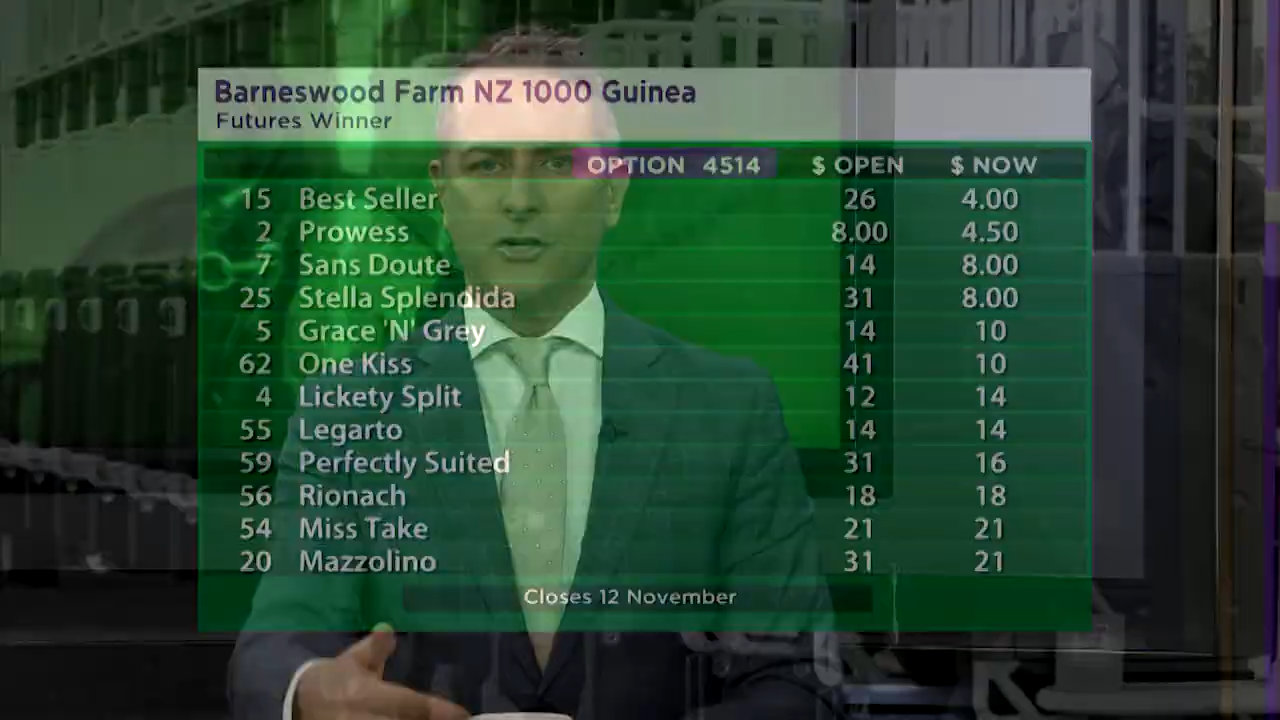 Barneswood Farm NZ 1000 Guinea
Futures Winner
OPTION 4514 $ OPEN $ NOW
15 Best Seller 26 4.00
2 Prowess 8.00 4.50
7 Sans Doute 14 8.00
25 Stella Splendida 31 8.00
5 Grace 'N' Grey 14 10
62 One Kiss 41 10
4 Lickety Split 12 14
55 Legarto 14 14
59 Perfectly Suited 31 16
56 Rionach 18 18
54 Miss Take 21 21
20 Mazzolino 31 21
Closes 12 November